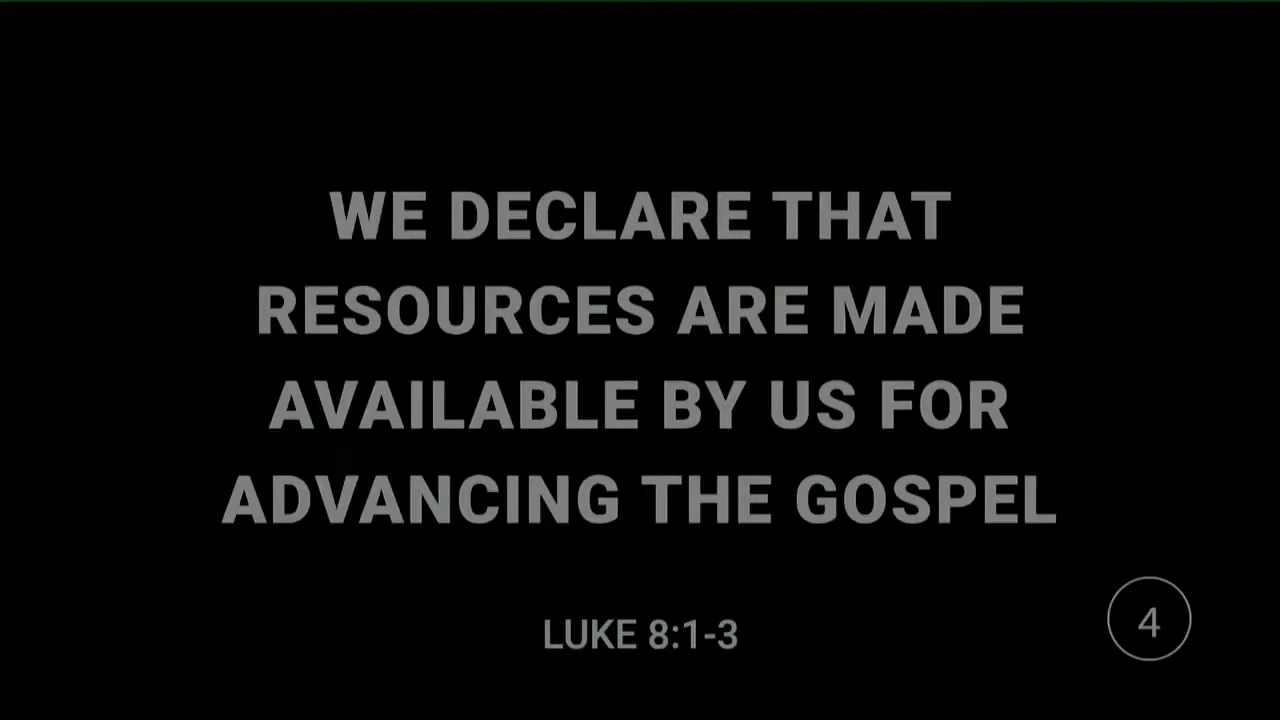 WE DECLARE THAT
RESOURCES ARE MADE
AVAILABLE BY US FOR
ADVANCING THE GOSPEL
LUKE 8:1-3
4